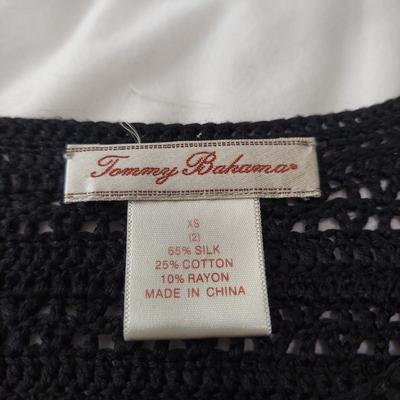 Tommy Bahama
XS
(2)
65% SILK
25% COTTON
10% RAYON
MADE IN CHINA